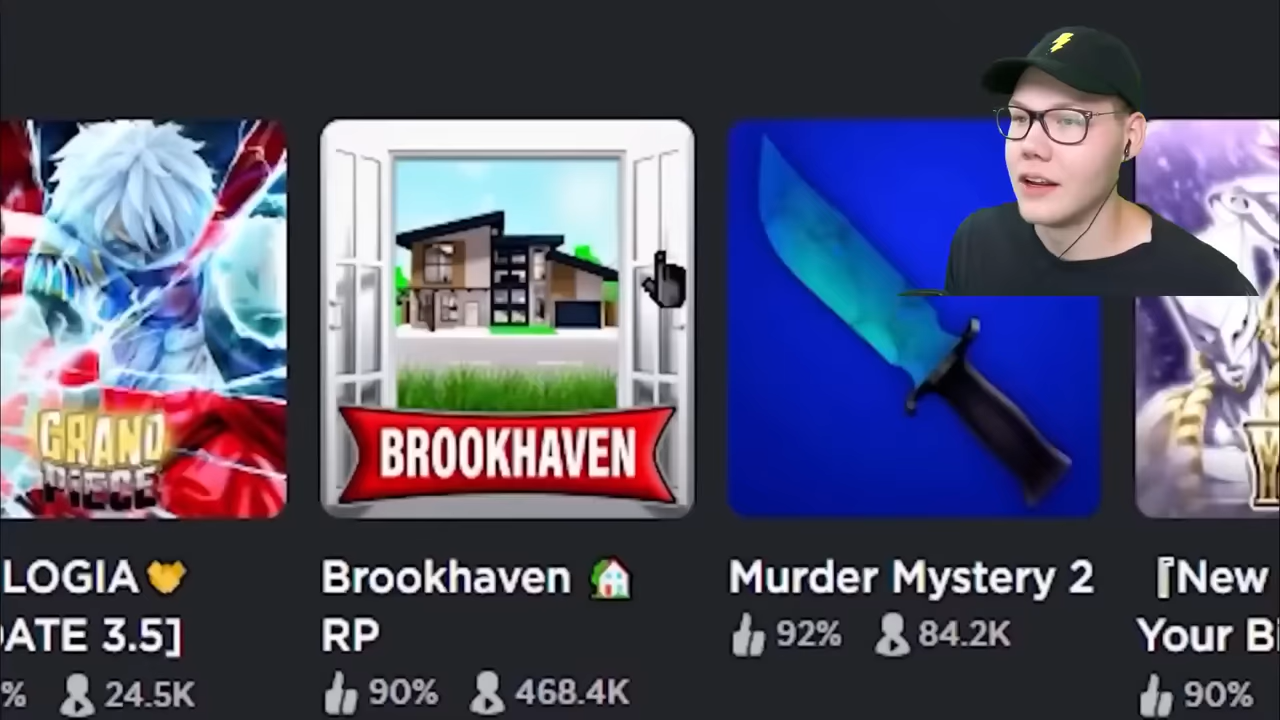 GRAND
PIECE
LOGIA
DATE 3.5]
%
24.5K
BROOKHAVEN
Brookhaven
RP
90%
468.4K
Murder Mystery 2
92%
84.2K
『New
Your Bi
90%